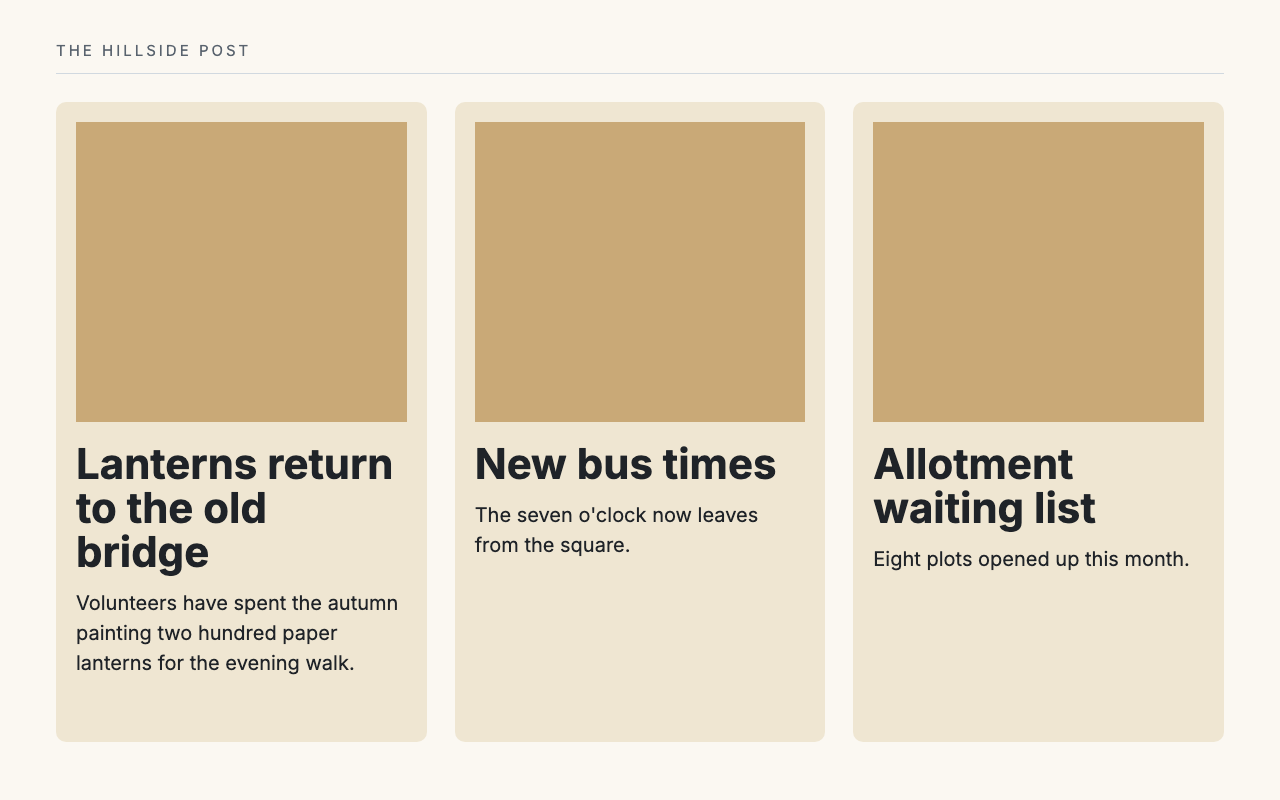 THE HILLSIDE POST
Lanterns return
to the old
bridge
Volunteers have spent the autumn
painting two hundred paper
lanterns for the evening walk.
New bus times
The seven o'clock now leaves
from the square.
Allotment
waiting list
Eight plots opened up this month.